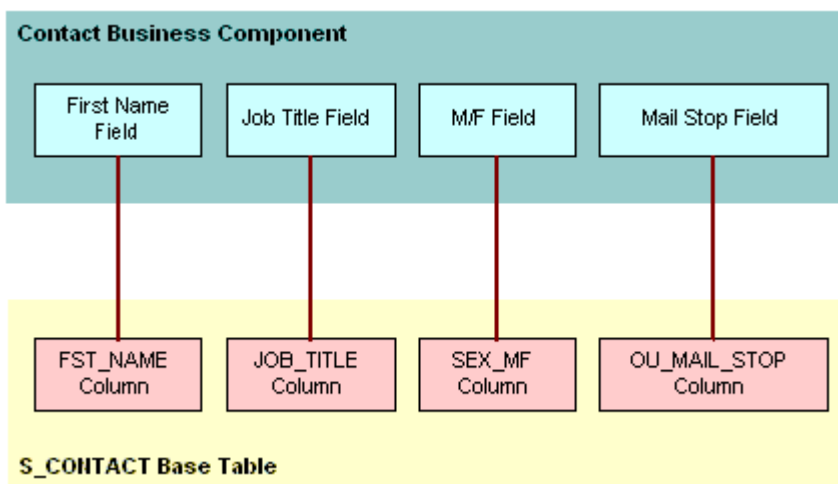 Contact Business Component
First Name
Field
Job Title Field
M/F Field
Mail Stop Field
FST_NAME
Column
JOB_TITLE
Column
SEX_MF
Column
OU_MAIL_STOP
Column
S_CONTACT Base Table